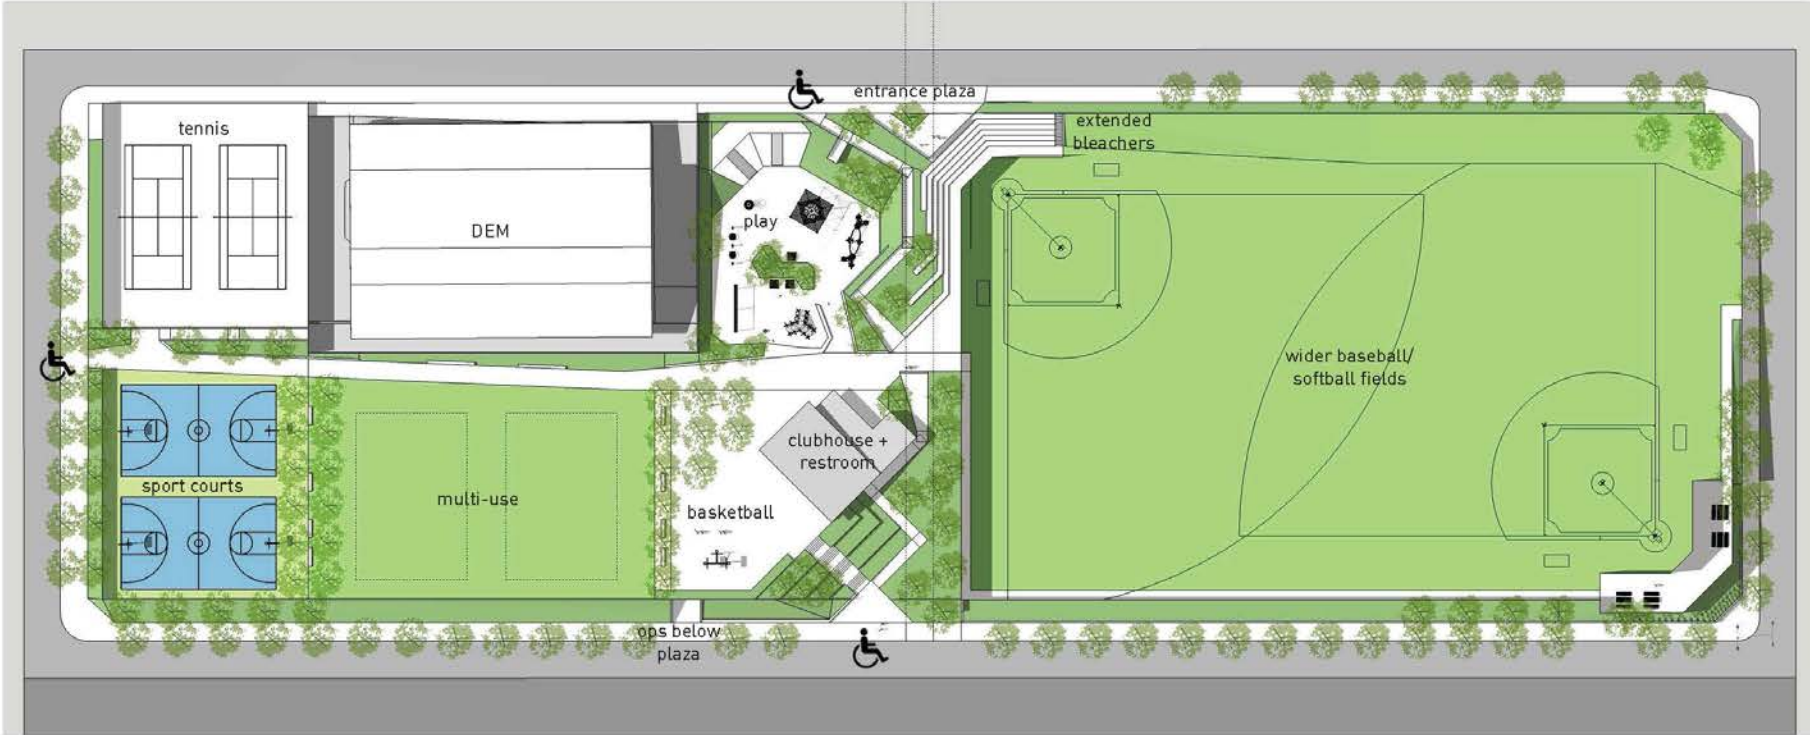 entrance plaza
tennis
extended
bleachers
DEM
play
wider baseball/
softball fields
clubhouse +
restroom
sport courts
multi-use
basketball
ops below
plaza